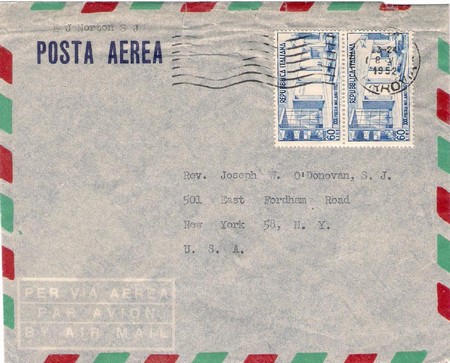 J Norton S J
POSTA AEREA
REPUBBLICA ITALIANA
60
REPUBBLICA ITALIANA
60
1952
Rev. Joseph W. O'Donovan, S. J.
501 East Fordham Road
New York 58, N. Y.
U. S. A.
PER VIA AEREA
PAR AVION
BY AIR MAIL